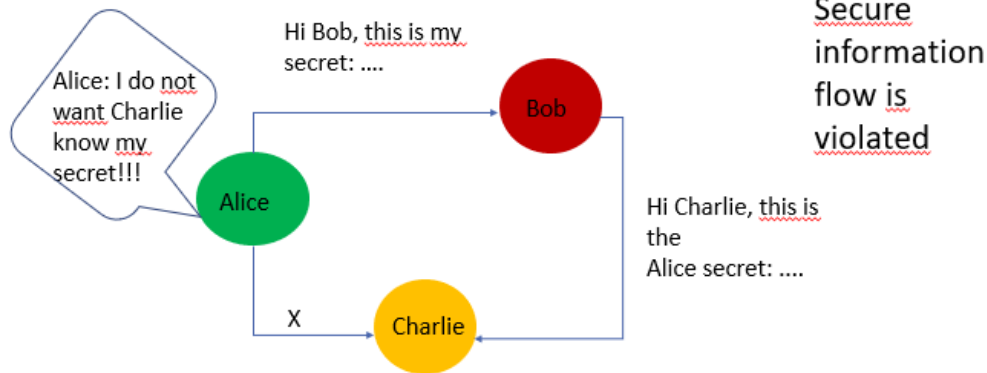 Alice: I do not
want Charlie
know my
secret!!!
Hi Bob, this is my
secret: ....
Bob
Secure
information
flow is
violated
Alice
Hi Charlie, this is
the
Alice secret: ....
X
Charlie